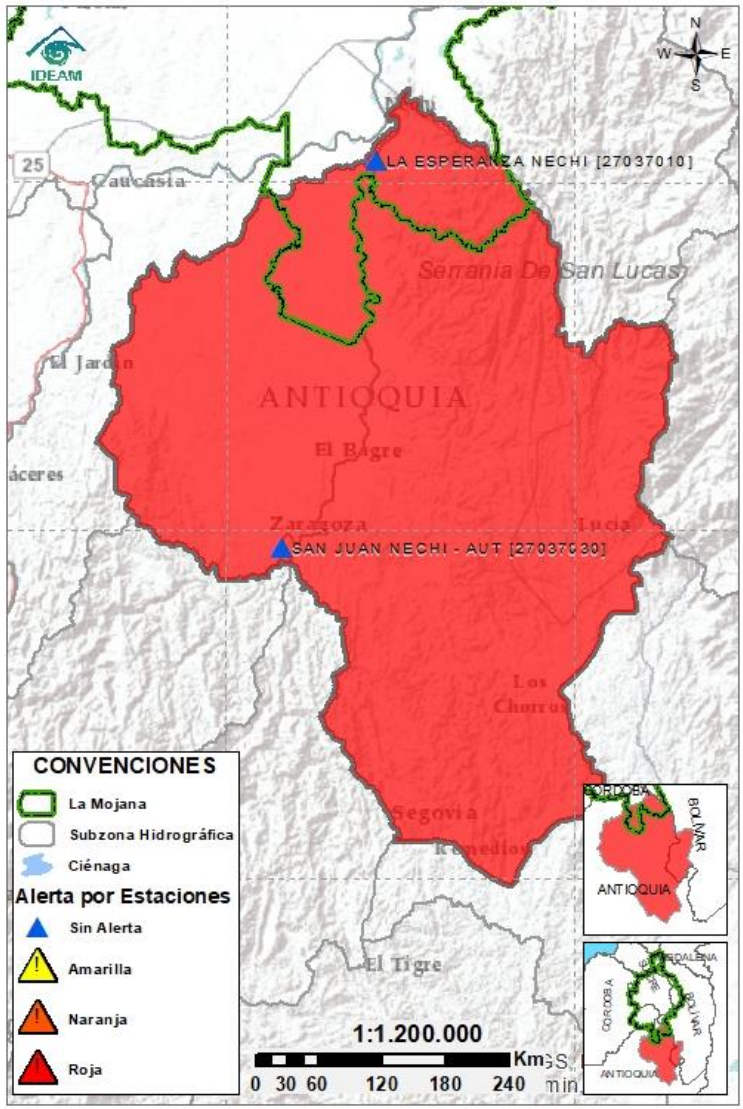 IDEAM
N
W E
S
25
Caucasia
LA ESPERANZA NECHI [27037010]
Serrania De San Lucas
El Jardin
ANTIOQUIA
El Bagre
áceres
Zaragoza
Lucia
SAN JUAN NECHI - AUT [27037030]
Los
Chorros
Segovia
Remedios
El Tigre
CONVENCIONES
La Mojana
Subzona Hidrográfica
Ciénaga
Alerta por Estaciones
Sin Alerta
Amarilla
Naranja
Roja
1:1.200.000
Km
0 30 60 120 180 240
CORDOBA
BOLÍVAR
ANTIOQUIA
CORDOBA
BOLÍVAR
ANTIOQUIA